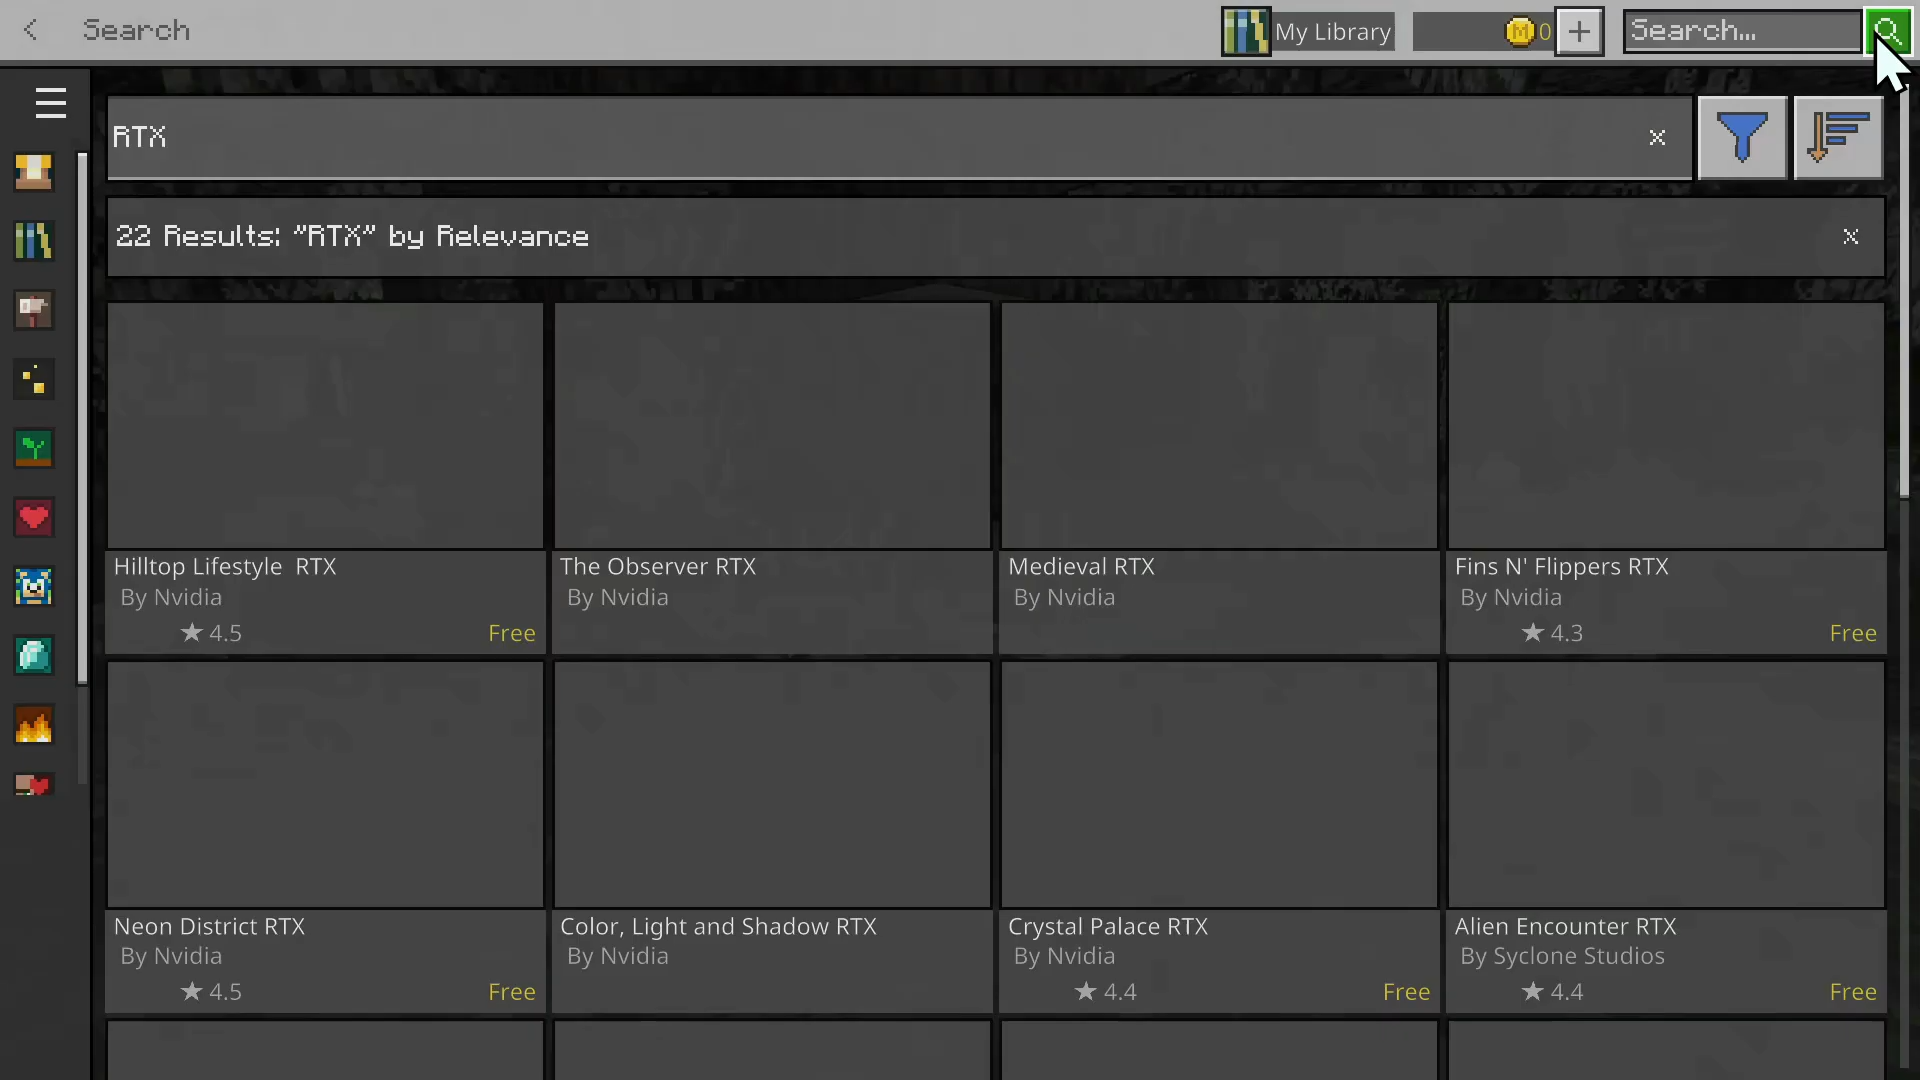 Search
My Library
0
Search...
RTX
22 Results: "RTX" by Relevance
Hilltop Lifestyle  RTX
By Nvidia
★ 4.5
Free
The Observer RTX
By Nvidia
Medieval RTX
By Nvidia
Fins N' Flippers RTX
By Nvidia
★ 4.3
Free
Neon District RTX
By Nvidia
★ 4.5
Free
Color, Light and Shadow RTX
By Nvidia
Crystal Palace RTX
By Nvidia
★ 4.4
Free
Alien Encounter RTX
By Syclone Studios
★ 4.4
Free